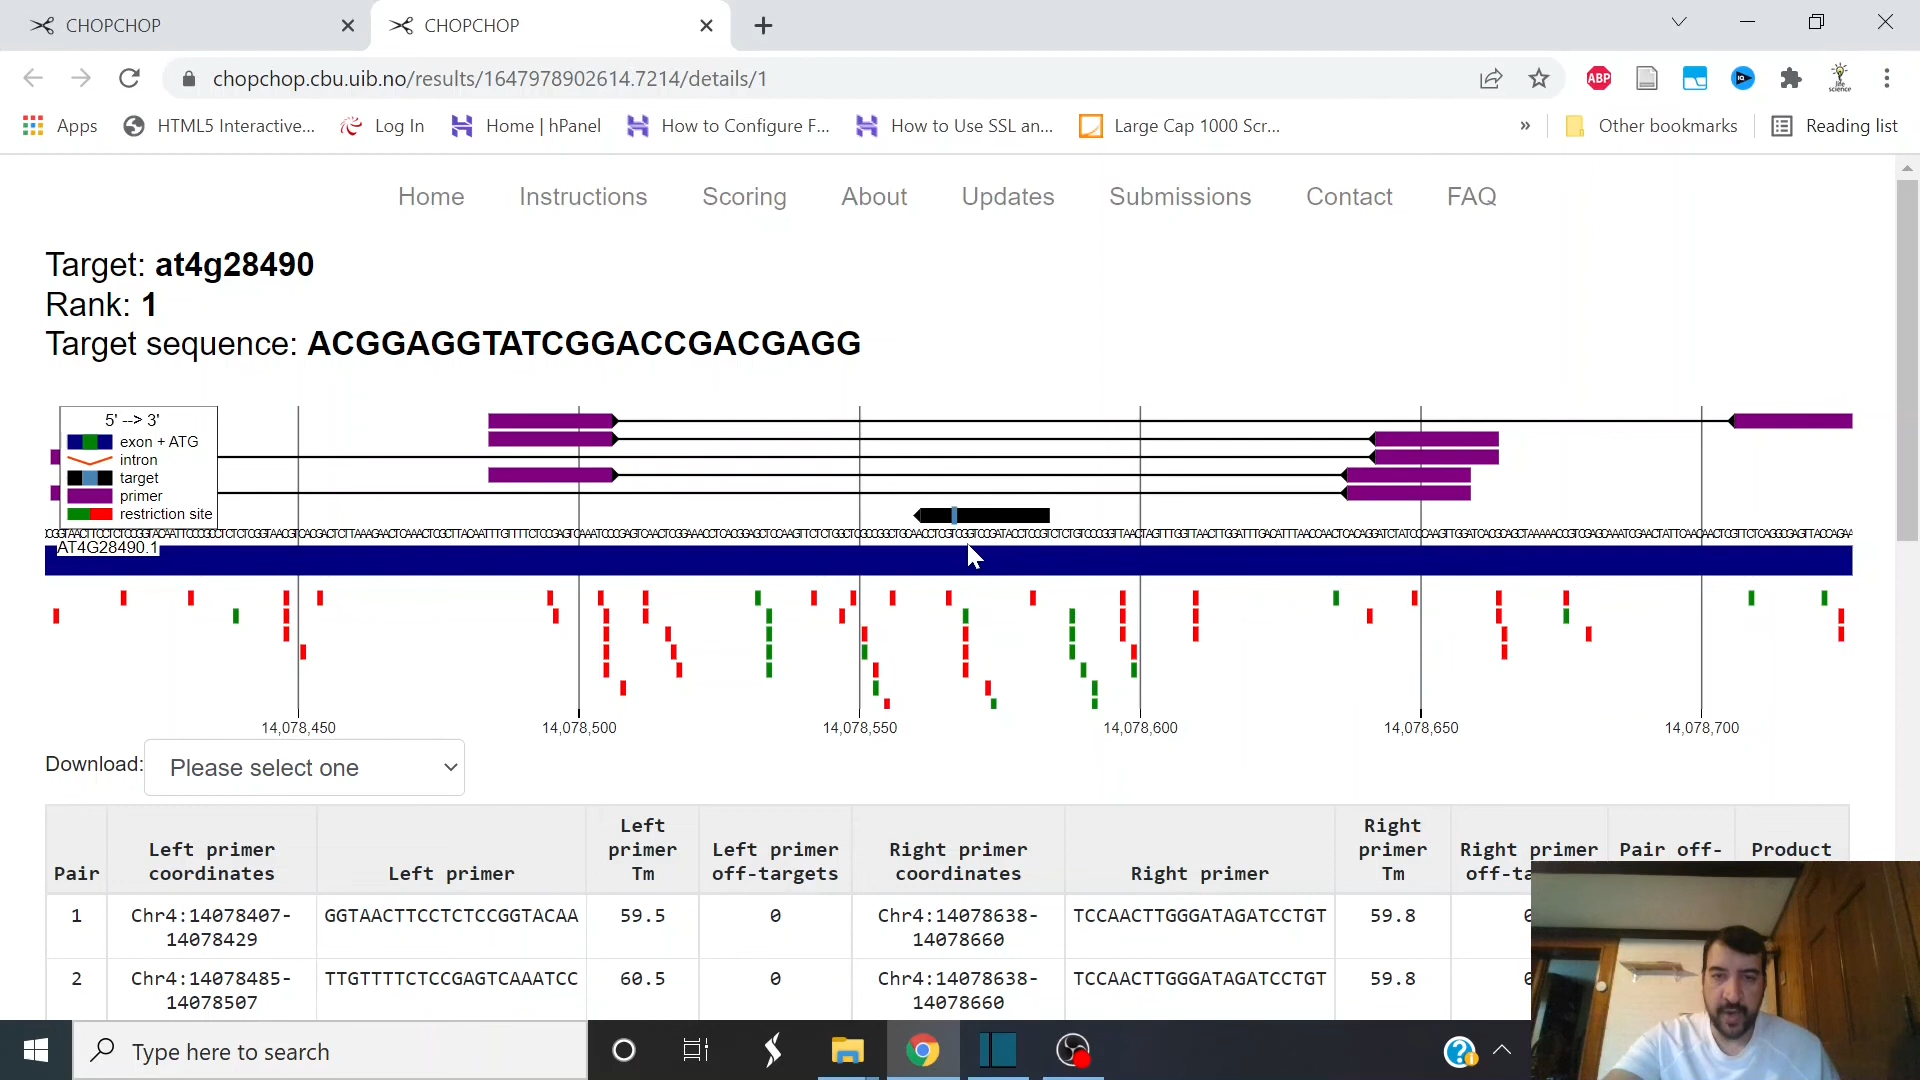 CHOPCHOP
CHOPCHOP
chopchop.cbu.uib.no/results/1647978902614.7214/details/1
ABP
Apps HTML5 Interactive... Log In Home | hPanel How to Configure F... How to Use SSL an... Large Cap 1000 Scr... » Other bookmarks Reading list
Home Instructions Scoring About Updates Submissions Contact FAQ
Target: at4g28490
Rank: 1
Target sequence: ACGGAGGTATCGGACCGACGAGG
5' --> 3'
exon + ATG
intron
target
primer
restriction site
AT4G28490.1
14,078,450 14,078,500 14,078,550 14,078,600 14,078,650 14,078,700
Download: Please select one
Pair Left primer coordinates Left primer Left primer Tm Left primer off-targets Right primer coordinates Right primer Right primer Tm Right primer Pair off- Product
1 Chr4:14078407-14078429 GGTAACTTCCTCTCCGGTACAA 59.5 0 Chr4:14078638-14078660 TCCAACTTGGGATAGATCCTGT 59.8
2 Chr4:14078485-14078507 TTGTTTTCTCCGAGTCAAATCC 60.5 0 Chr4:14078638-14078660 TCCAACTTGGGATAGATCCTGT 59.8
Type here to search